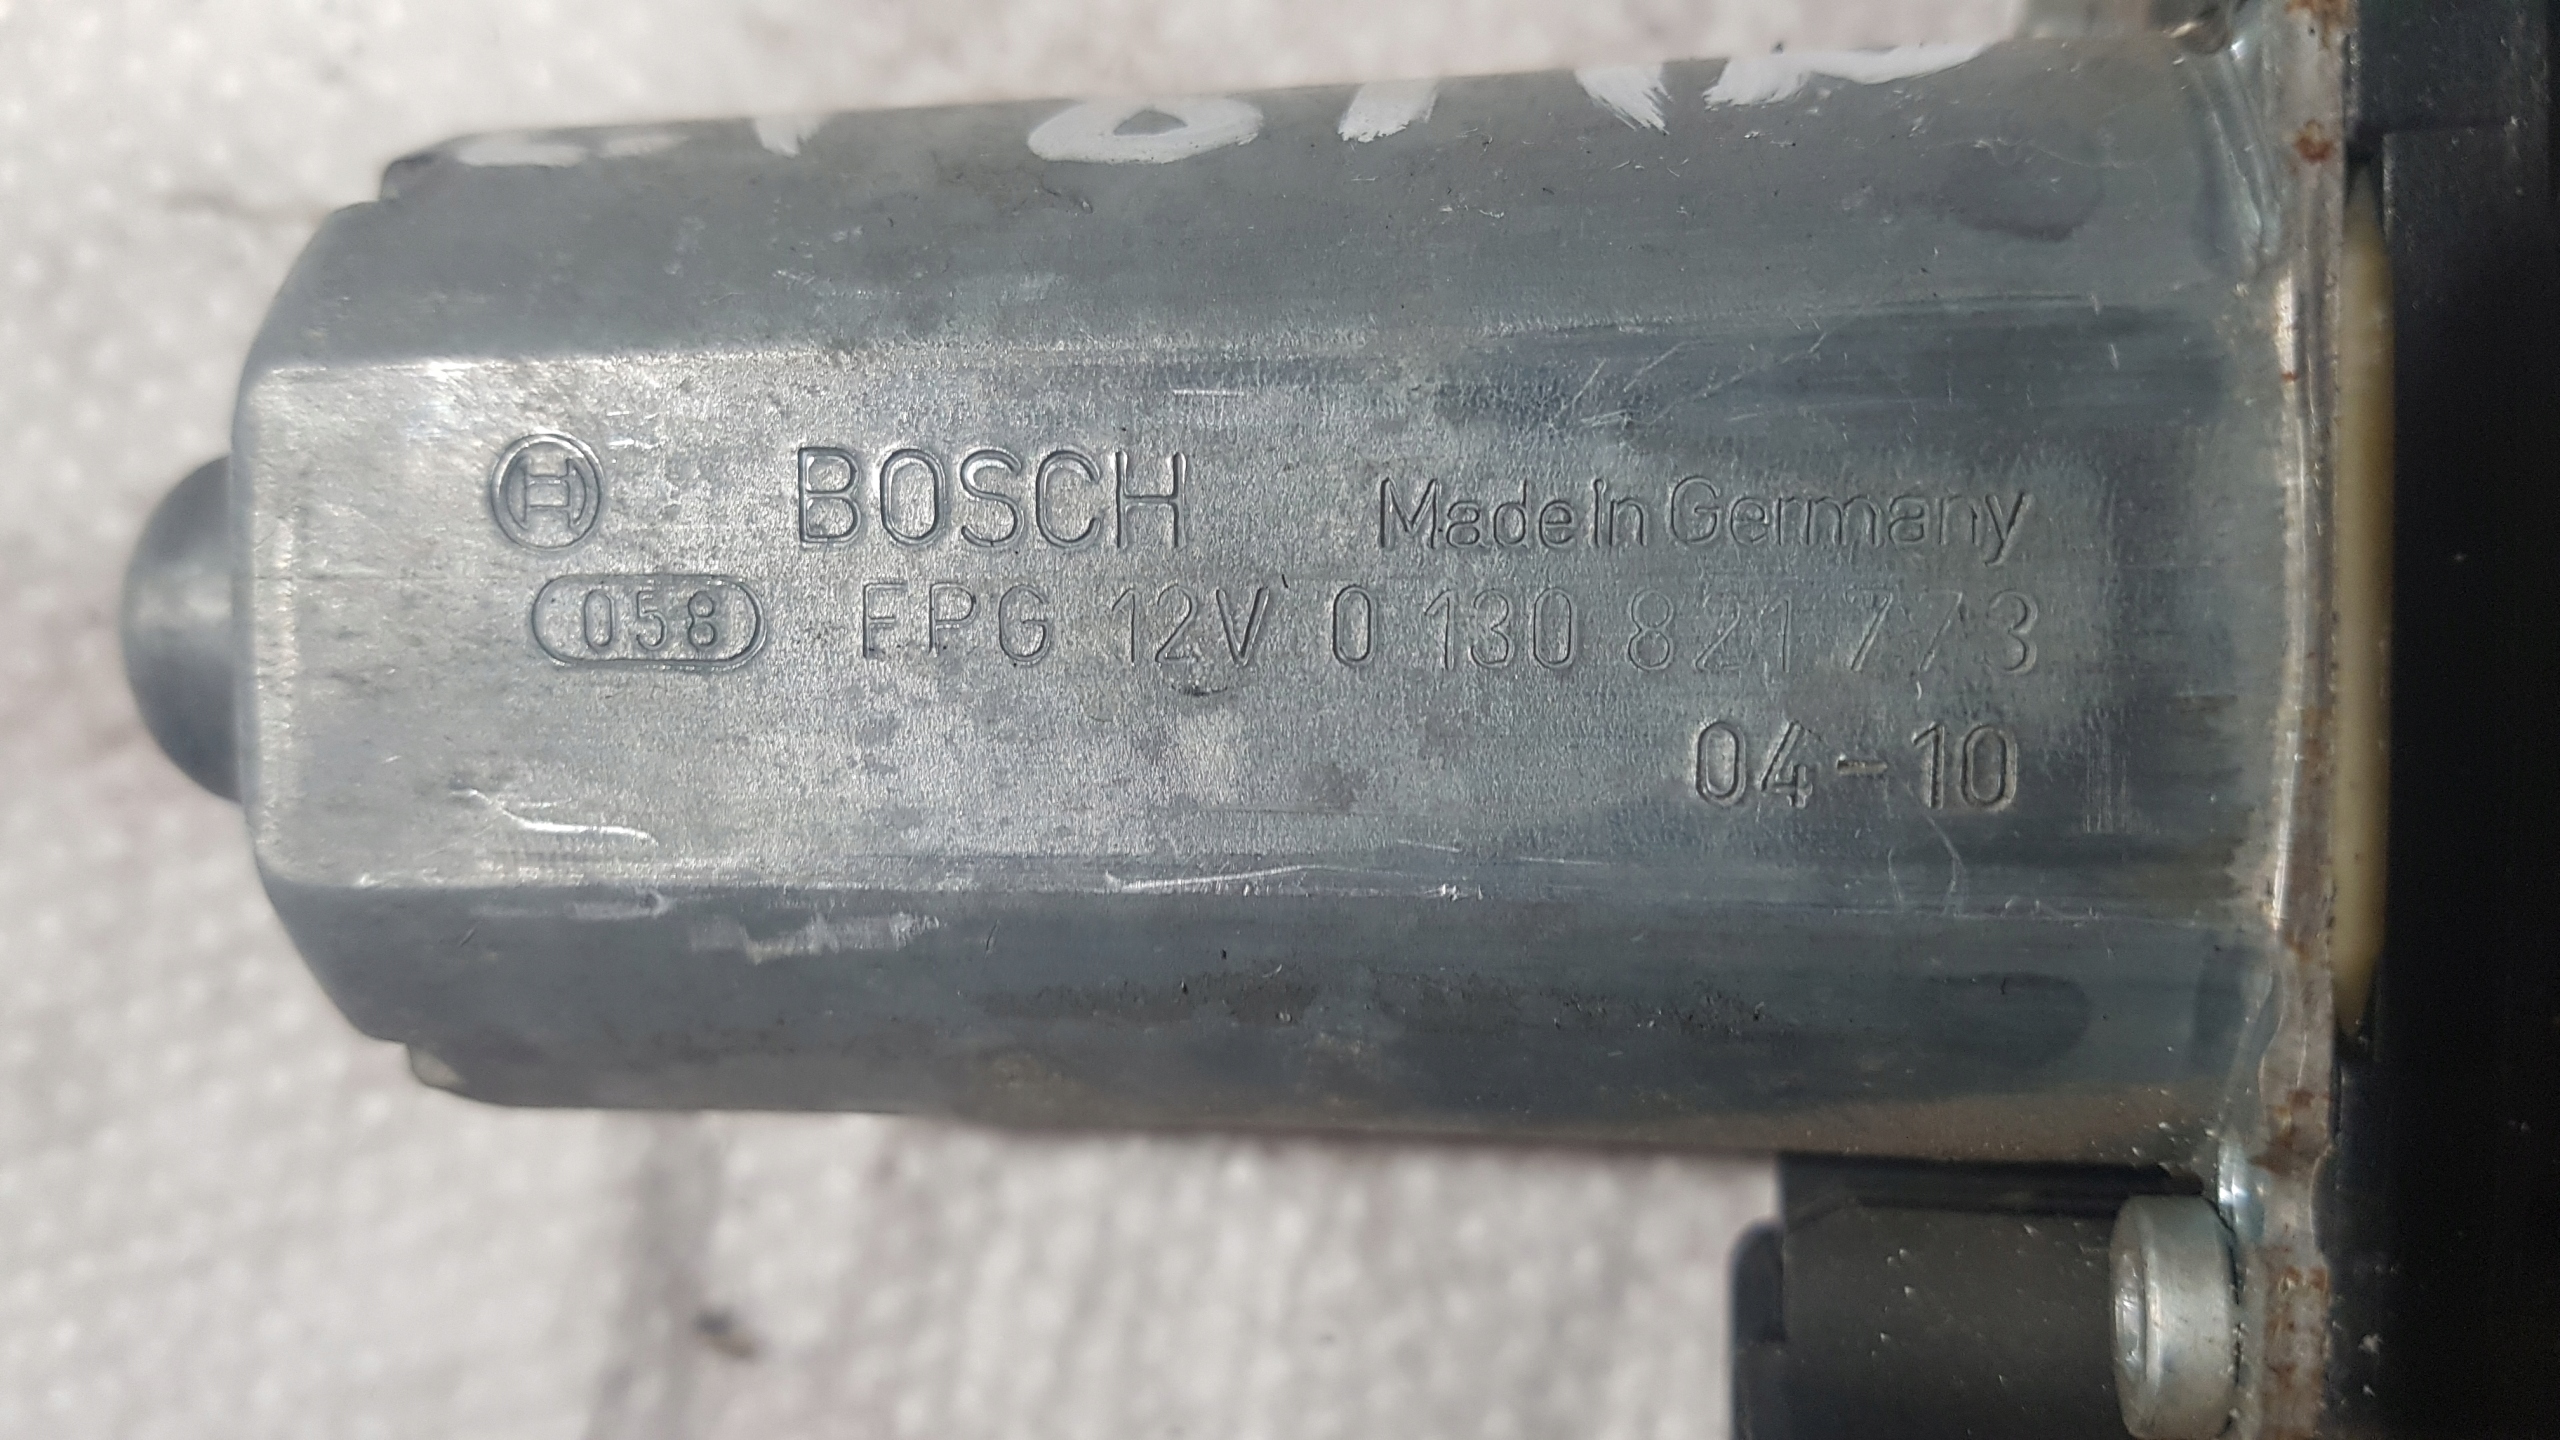 BOSCH Made In Germany
058 FPG 12V 0 130 821 773
04-10